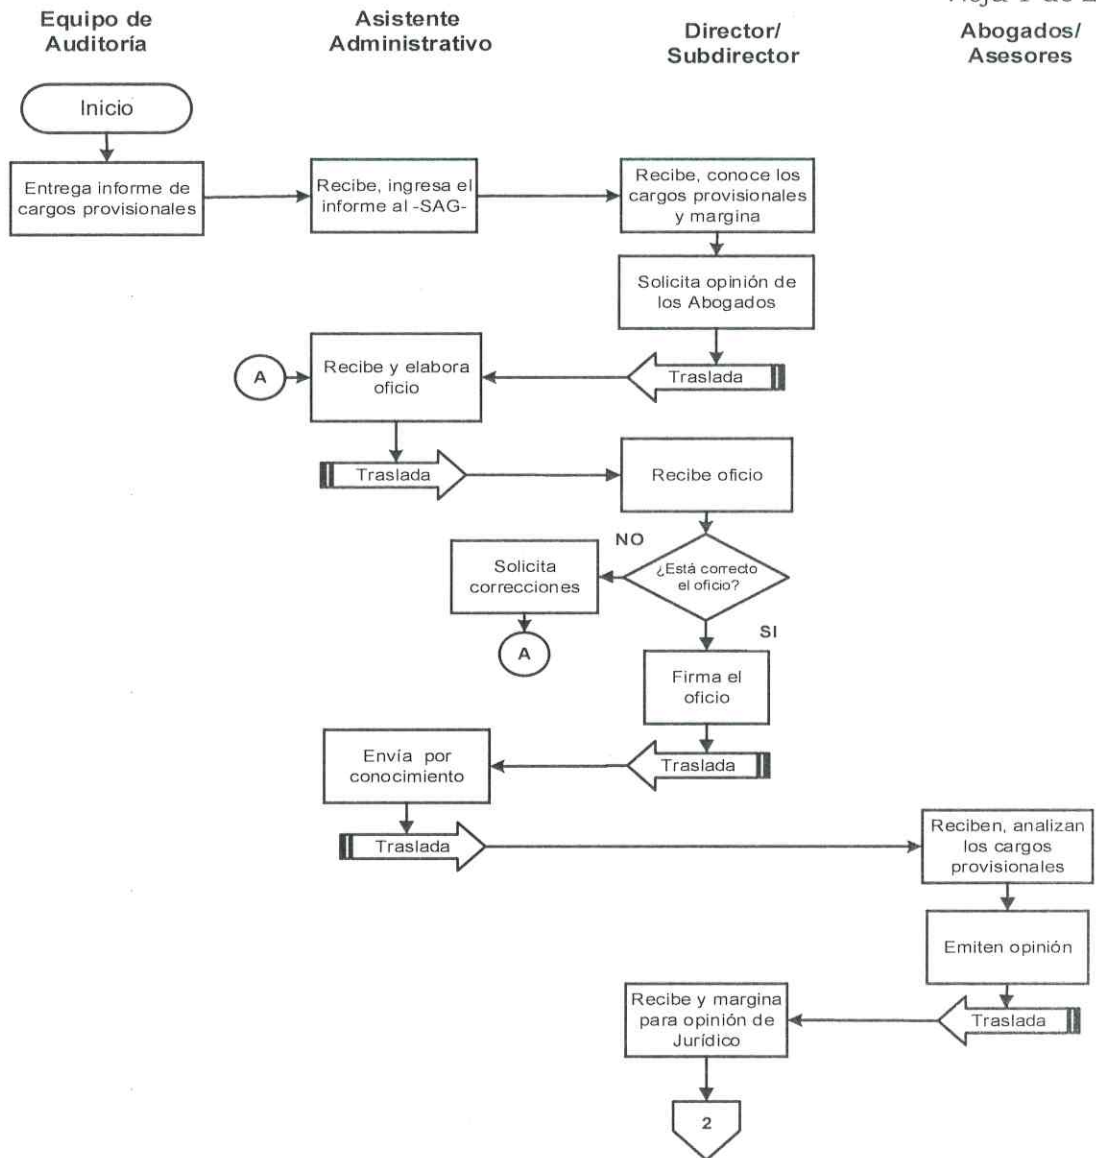 Hoja 1 de 2
Equipo de
Auditoría
Asistente
Administrativo
Director/
Subdirector
Abogados/
Asesores
Inicio
Entrega informe de
cargos provisionales
Recibe, ingresa el
informe al -SAG-
Recibe, conoce los
cargos provisionales
y margina
Solicita opinión de
los Abogados
Traslada
A
Recibe y elabora
oficio
Traslada
Recibe oficio
¿Está correcto
el oficio?
NO
Solicita
correcciones
A
SI
Firma el
oficio
Traslada
Envía por
conocimiento
Traslada
Reciben, analizan
los cargos
provisionales
Emiten opinión
Traslada
Recibe y margina
para opinión de
Jurídico
2